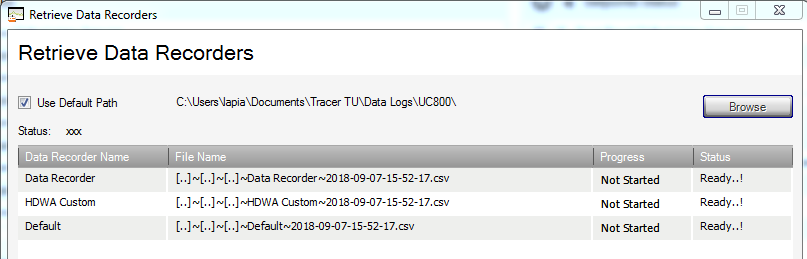 Retrieve Data Recorders
Retrieve Data Recorders
Use Default Path C:\Users\lapia\Documents\Tracer TU\Data Logs\UC800\ Browse
Status: xxx
Data Recorder Name File Name Progress Status
Data Recorder [..]~[..]~[..]~Data Recorder~2018-09-07-15-52-17.csv Not Started Ready..!
HDWA Custom [..]~[..]~[..]~HDWA Custom~2018-09-07-15-52-17.csv Not Started Ready..!
Default [..]~[..]~[..]~Default~2018-09-07-15-52-17.csv Not Started Ready..!